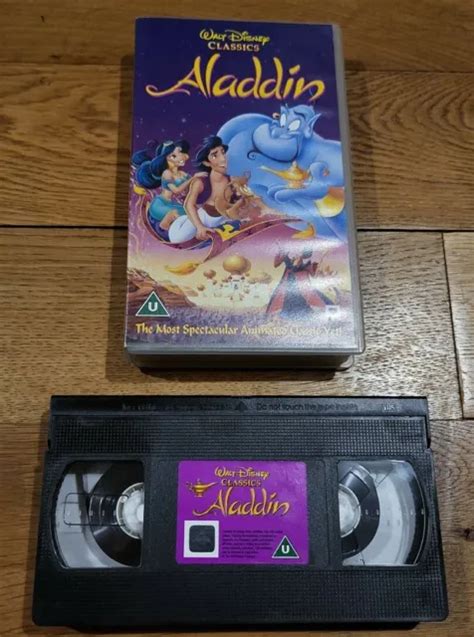 Walt Disney
CLASSICS
Aladdin
U
The Most Spectacular Animated Classic Yet!
Do not touch the tape inside
Walt Disney
CLASSICS
Aladdin
U